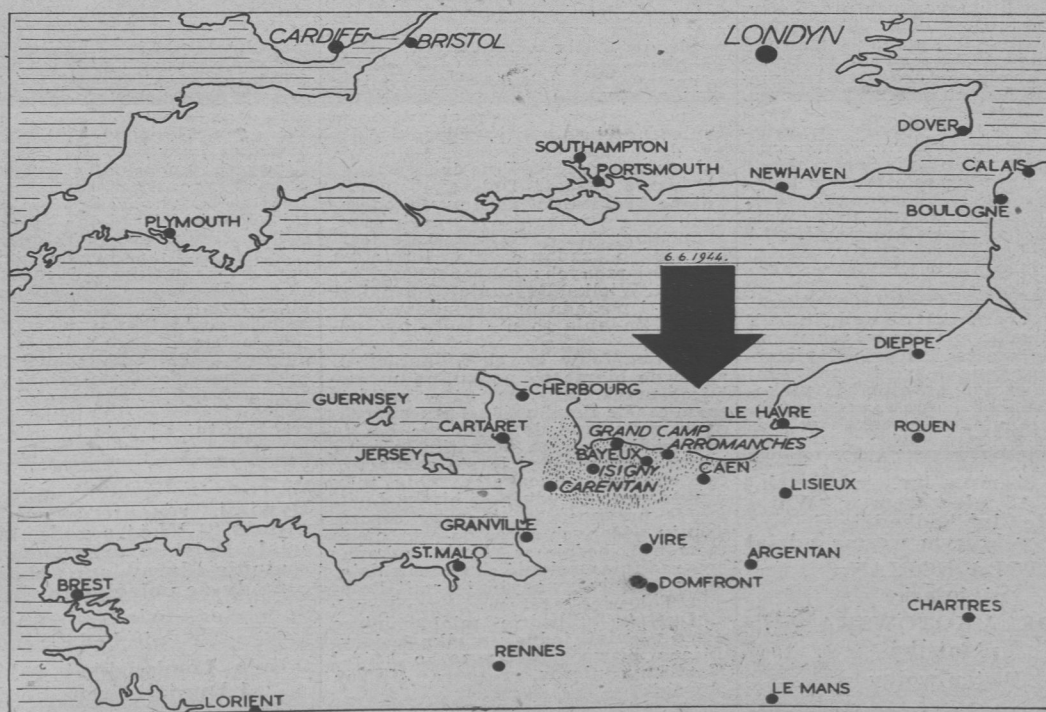 CARDIFF
BRISTOL
LONDYN
DOVER
SOUTHAMPTON
PORTSMOUTH
NEWHAVEN
CALAIS
BOULOGNE
PLYMOUTH
6.6.1944.
DIEPPE
CHERBOURG
GUERNSEY
LE HAVRE
CARTARET
GRAND CAMP
ROUEN
ARROMANCHES
JERSEY
BAYEUX
ISIGNY
CAEN
CARENTAN
LISIEUX
GRANVILLE
VIRE
ST. MALO
ARGENTAN
BREST
DOMFRONT
CHARTRES
RENNES
LE MANS
LORIENT